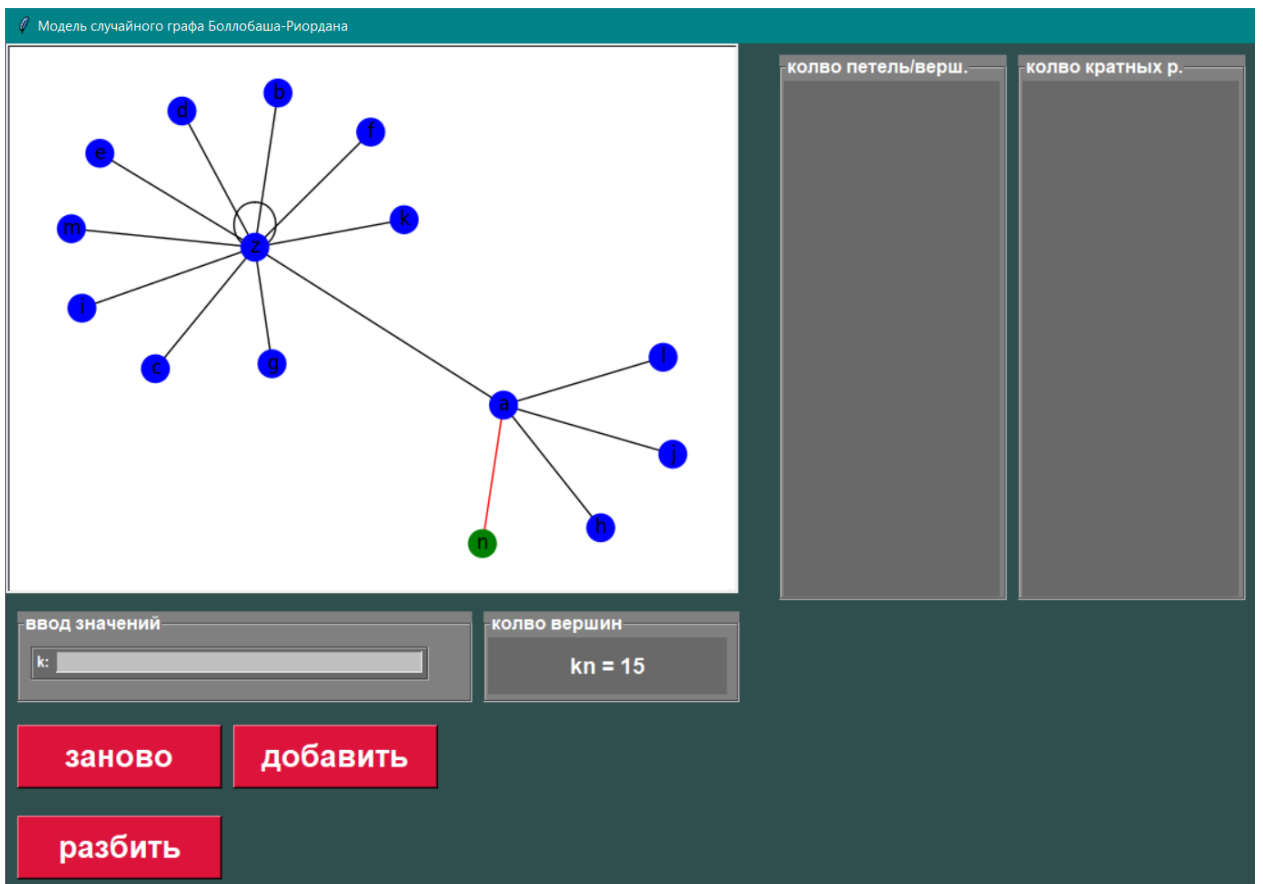 Модель случайного графа Боллобаша-Риордана
колво петель/верш.
колво кратных р.
b
d
f
e
k
m
z
i
g
c
l
a
j
h
n
ввод значений
k:
колво вершин
kn = 15
заново
добавить
разбить